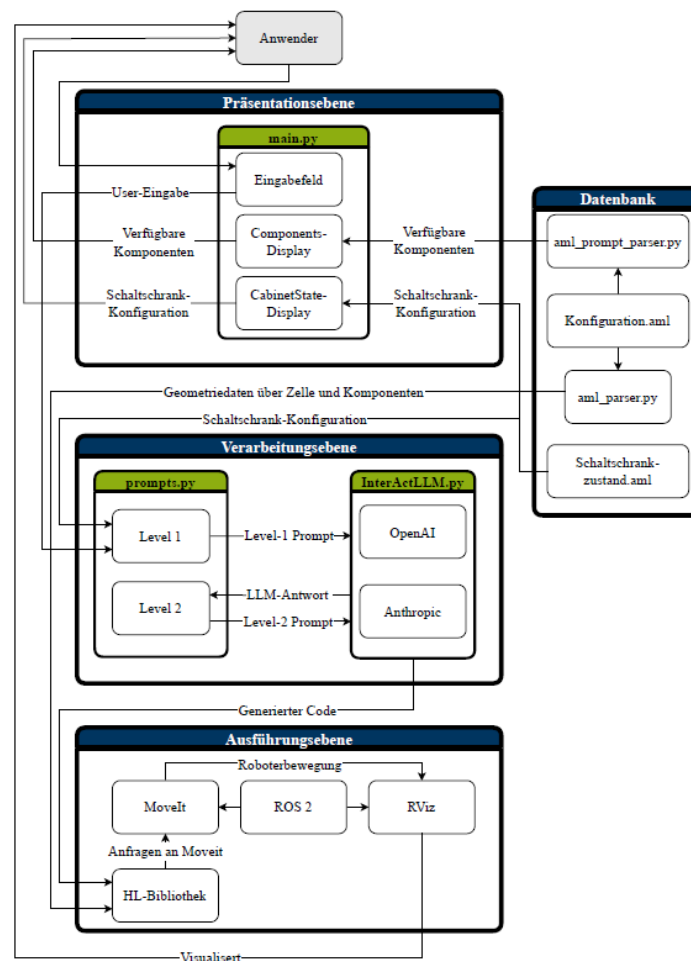 Anwender
Präsentationsebene
main.py
Eingabefeld
User-Eingabe
Verfügbare
Komponenten
Components-
Display
Verfügbare
Komponenten
Schaltschrank-
Konfiguration
CabinetState-
Display
Schaltschrank-
Konfiguration
Datenbank
aml_prompt_parser.py
Konfiguration.aml
aml_parser.py
Schaltschrank-
zustand.aml
Geometriedaten über Zelle und Komponenten
Schaltschrank-Konfiguration
Verarbeitungsebene
prompts.py
InterActLLM.py
Level 1
Level-1 Prompt
OpenAI
Level 2
LLM-Antwort
Level-2 Prompt
Anthropic
Generierter Code
Ausführungsebene
Roboterbewegung
MoveIt
ROS 2
RViz
Anfragen an Moveit
HL-Bibliothek
Visualisert